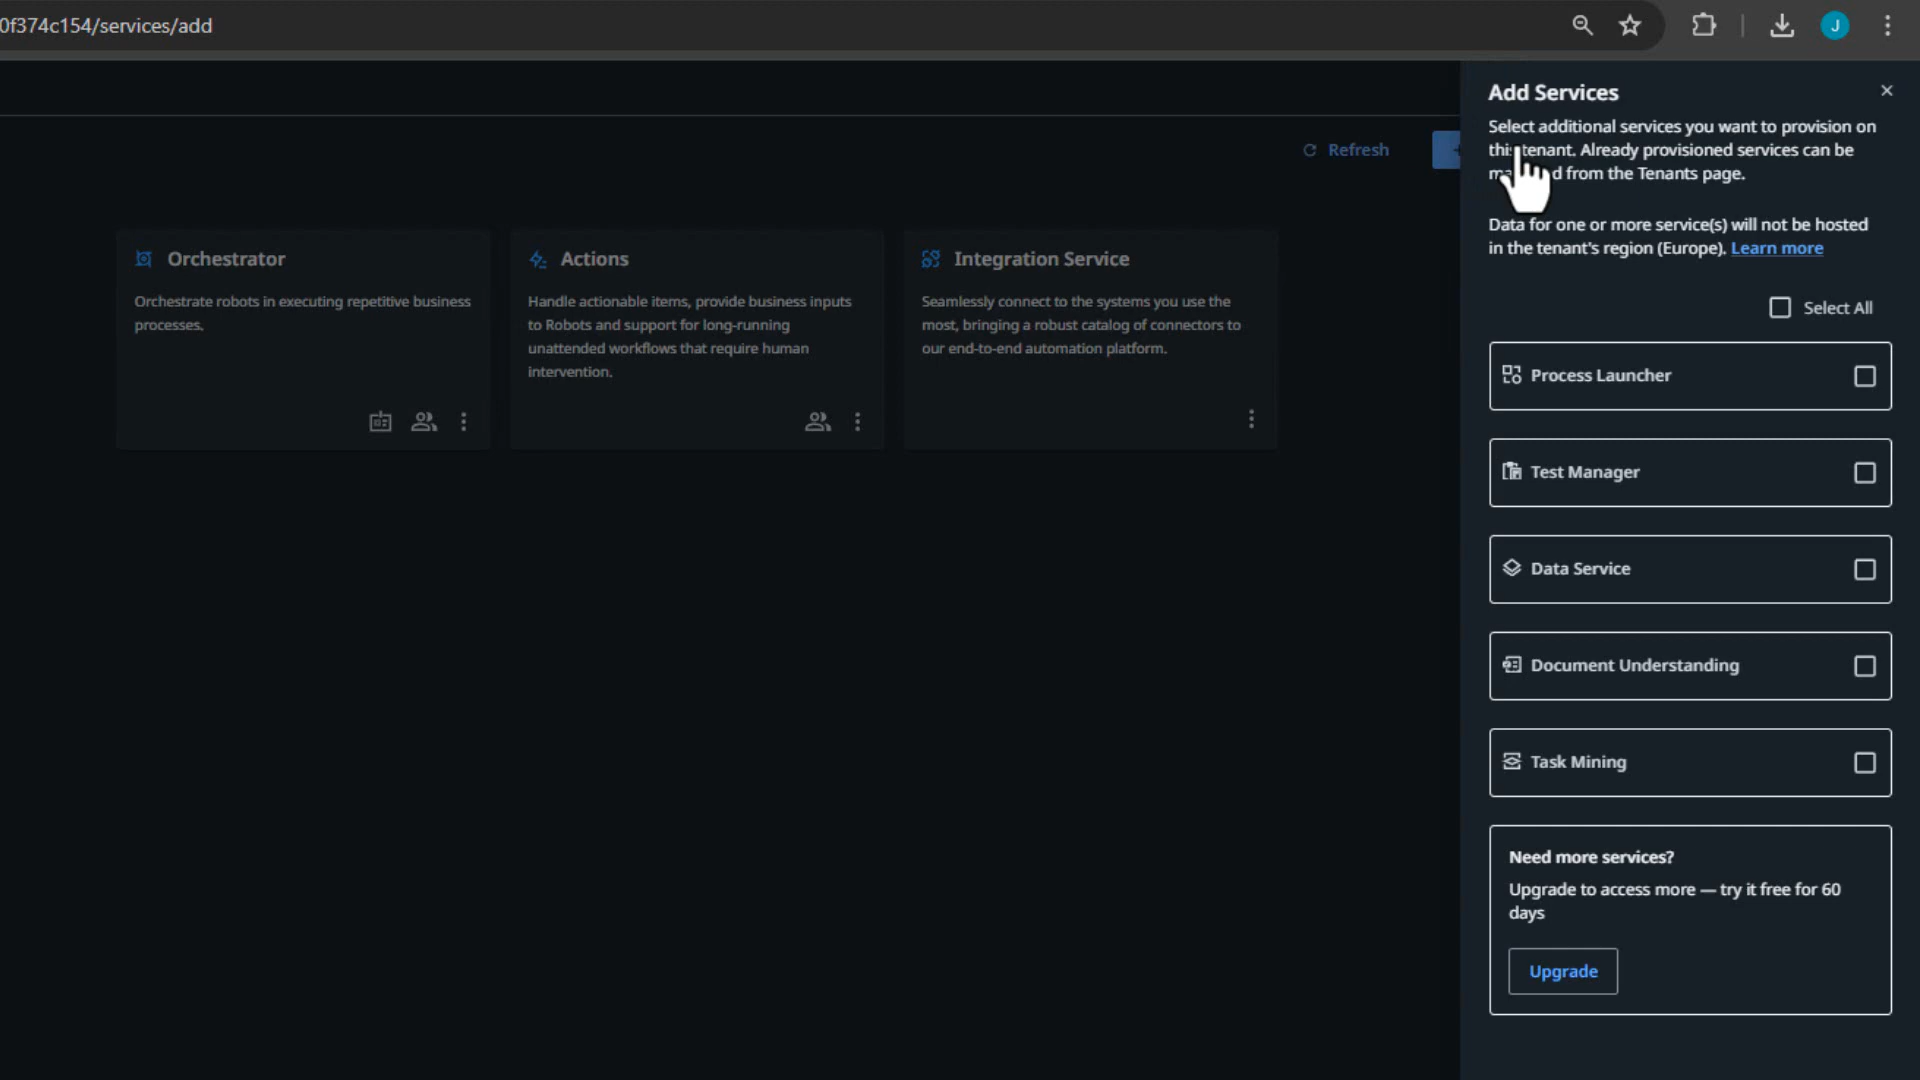 0f374c154/services/add
J
Add Services
Select additional services you want to provision on
tenant. Already provisioned services can be
from the Tenants page.
Data for one or more service(s) will not be hosted
in the tenant's region (Europe). Learn more
Refresh
Select All
Orchestrator
Orchestrate robots in executing repetitive business
processes.
Actions
Handle actionable items, provide business inputs
to Robots and support for long-running
unattended workflows that require human
intervention.
Integration Service
Seamlessly connect to the systems you use the
most, bringing a robust catalog of connectors to
our end-to-end automation platform.
Process Launcher
Test Manager
Data Service
Document Understanding
Task Mining
Need more services?
Upgrade to access more — try it free for 60
days
Upgrade